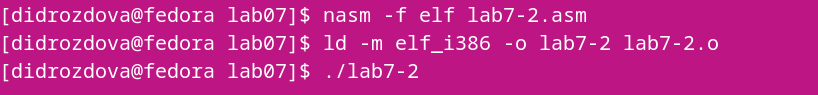 [didrozdova@fedora lab07]$ nasm -f elf lab7-2.asm
[didrozdova@fedora lab07]$ ld -m elf_i386 -o lab7-2 lab7-2.o
[didrozdova@fedora lab07]$ ./lab7-2